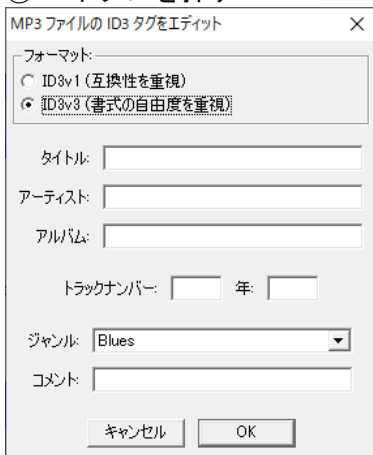 MP3 ファイルの ID3 タグをエディット
フォーマット:
ID3v1 (互換性を重視)
ID3v3 (書式の自由度を重視)
タイトル:
アーティスト:
アルバム:
トラックナンバー: 年:
ジャンル: Blues
コメント:
キャンセル OK